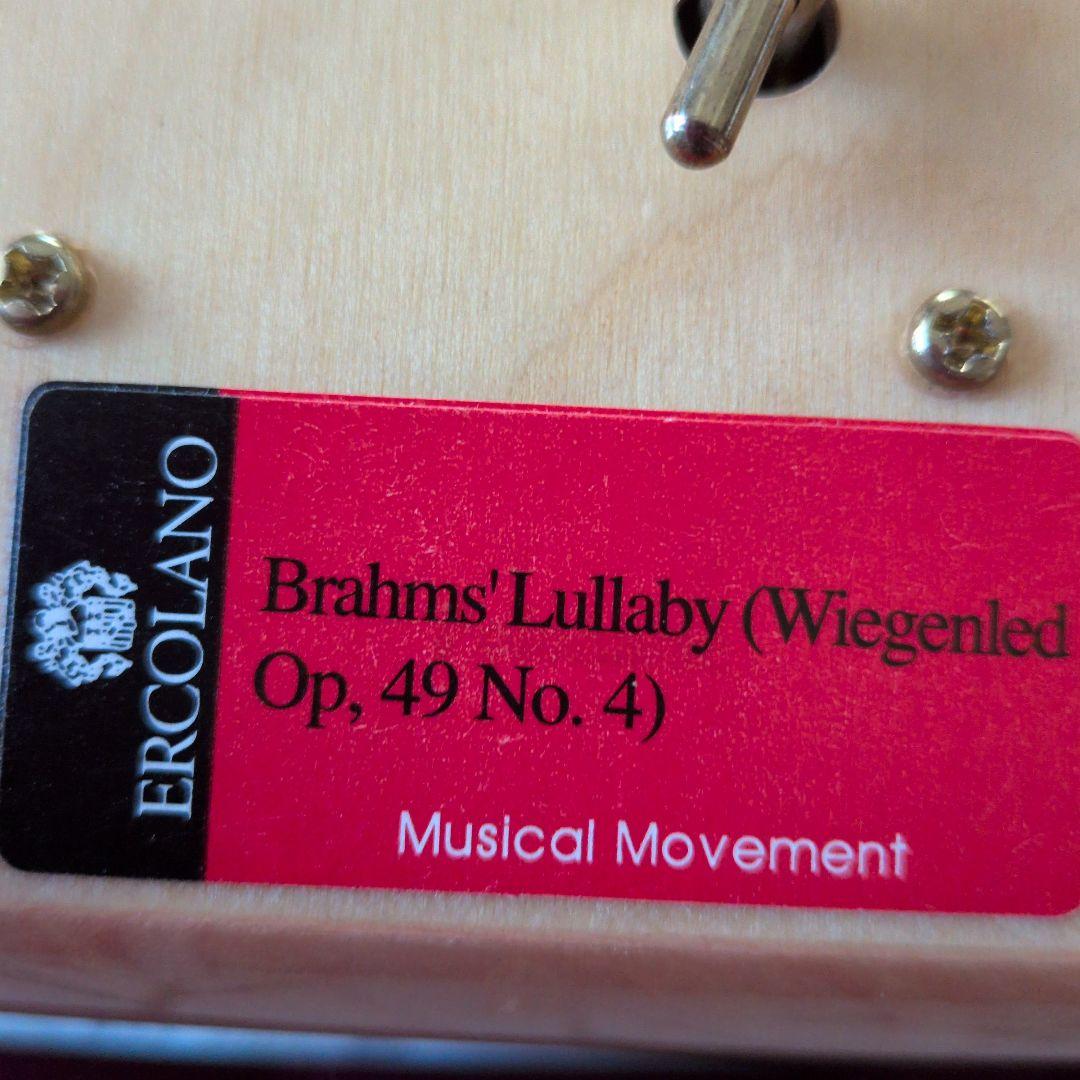 ERCOLANO
Brahms' Lullaby (Wiegenled
Op, 49 No. 4)
Musical Movement